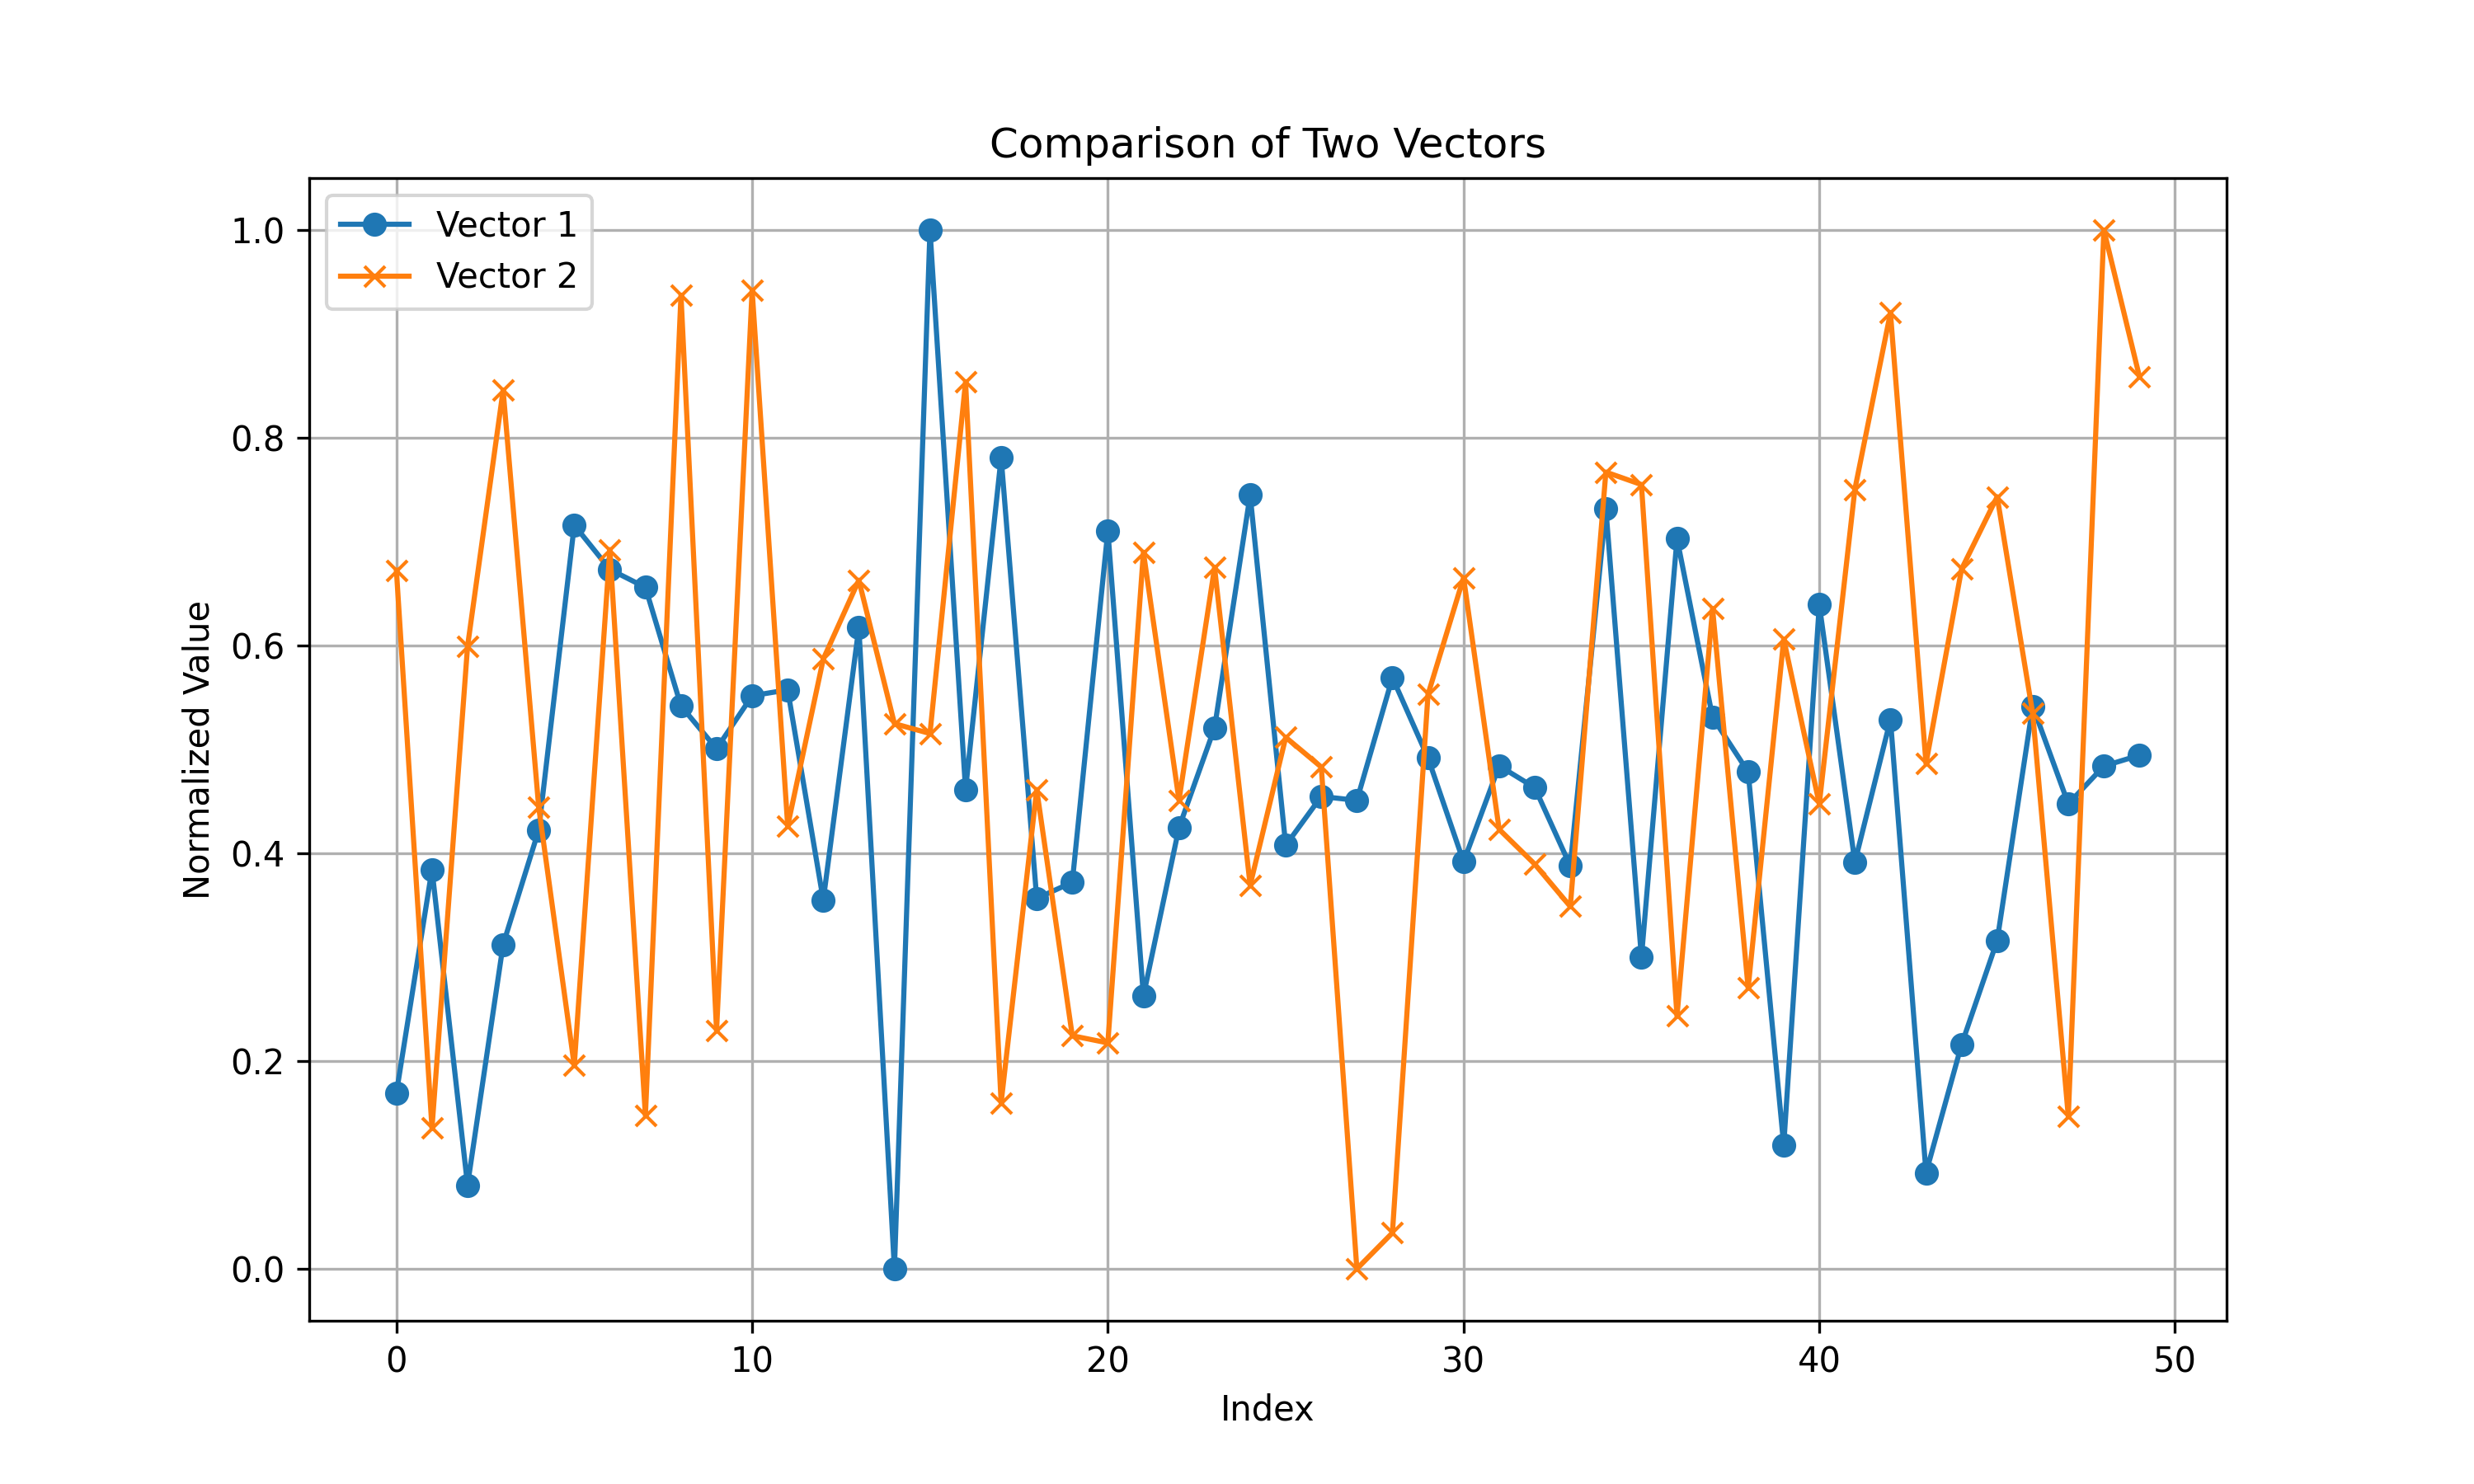 Comparison of Two Vectors
Vector 1
Vector 2
Normalized Value
1.0
0.8
0.6
0.4
0.2
0.0
0 10 20 30 40 50
Index